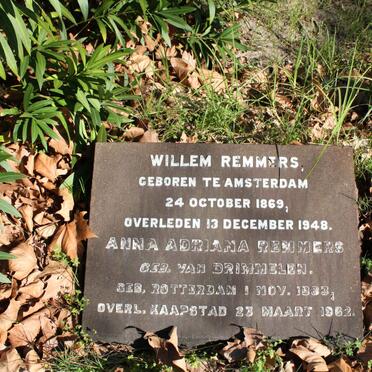 WILLEM REMMERS,
GEBOREN TE AMSTERDAM
24 OCTOBER 1869,
OVERLEDEN 13 DECEMBER 1948.
ANNA ADRIANA REMMERS
GEB. VAN DRIMMELEN.
GEB. ROTTERDAM 1 NOV. 1883,
OVERL. KAAPSTAD 23 MAART 1962.